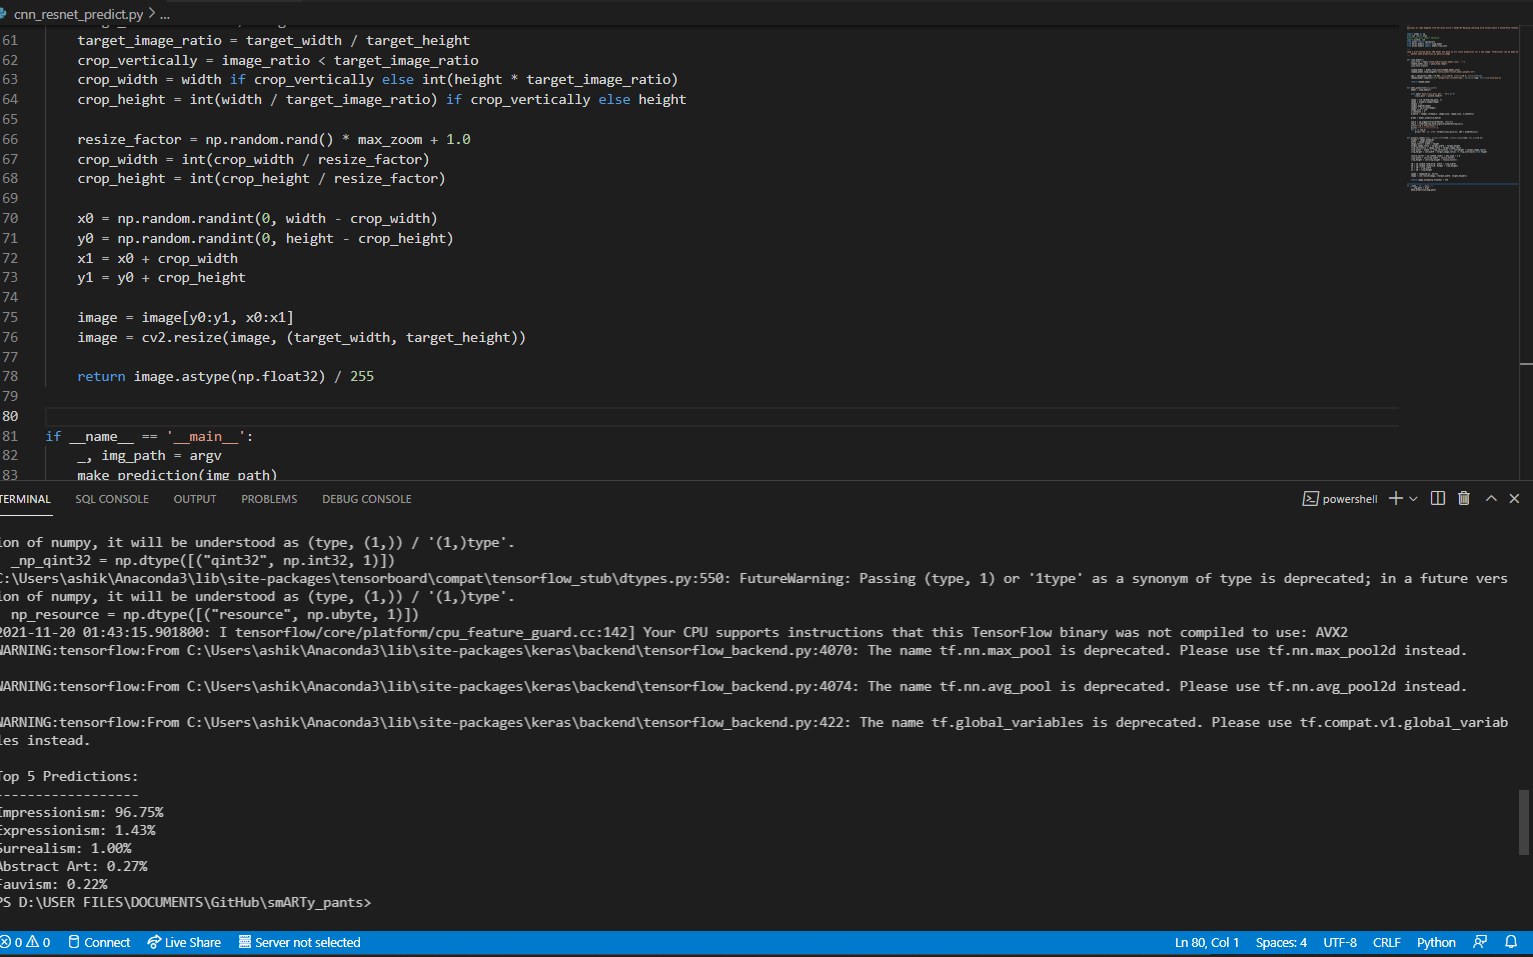 cnn_resnet_predict.py > ...
61 target_image_ratio = target_width / target_height
62 crop_vertically = image_ratio < target_image_ratio
63 crop_width = width if crop_vertically else int(height * target_image_ratio)
64 crop_height = int(width / target_image_ratio) if crop_vertically else height
65
66 resize_factor = np.random.rand() * max_zoom + 1.0
67 crop_width = int(crop_width / resize_factor)
68 crop_height = int(crop_height / resize_factor)
69
70 x0 = np.random.randint(0, width - crop_width)
71 y0 = np.random.randint(0, height - crop_height)
72 x1 = x0 + crop_width
73 y1 = y0 + crop_height
74
75 image = image[y0:y1, x0:x1]
76 image = cv2.resize(image, (target_width, target_height))
77
78 return image.astype(np.float32) / 255
79
80
81 if __name__ == '__main__':
82 _, img_path = argv
83 make_prediction(img_path)
TERMINAL SQL CONSOLE OUTPUT PROBLEMS DEBUG CONSOLE powershell
ion of numpy, it will be understood as (type, (1,)) / '(1,)type'.
_np_qint32 = np.dtype([("qint32", np.int32, 1)])
C:\Users\ashik\Anaconda3\lib\site-packages\tensorboard\compat\tensorflow_stub\dtypes.py:550: FutureWarning: Passing (type, 1) or '1type' as a synonym of type is deprecated; in a future vers
ion of numpy, it will be understood as (type, (1,)) / '(1,)type'.
np_resource = np.dtype([("resource", np.ubyte, 1)])
2021-11-20 01:43:15.901800: I tensorflow/core/platform/cpu_feature_guard.cc:142] Your CPU supports instructions that this TensorFlow binary was not compiled to use: AVX2
WARNING:tensorflow:From C:\Users\ashik\Anaconda3\lib\site-packages\keras\backend\tensorflow_backend.py:4070: The name tf.nn.max_pool is deprecated. Please use tf.nn.max_pool2d instead.
WARNING:tensorflow:From C:\Users\ashik\Anaconda3\lib\site-packages\keras\backend\tensorflow_backend.py:4074: The name tf.nn.avg_pool is deprecated. Please use tf.nn.avg_pool2d instead.
WARNING:tensorflow:From C:\Users\ashik\Anaconda3\lib\site-packages\keras\backend\tensorflow_backend.py:422: The name tf.global_variables is deprecated. Please use tf.compat.v1.global_variab
les instead.
Top 5 Predictions:
------------------
Impressionism: 96.75%
Expressionism: 1.43%
Surrealism: 1.00%
Abstract Art: 0.27%
Fauvism: 0.22%
PS D:\USER FILES\DOCUMENTS\GitHub\smARTy_pants>
0 0 Connect Live Share Server not selected Ln 80, Col 1 Spaces: 4 UTF-8 CRLF Python